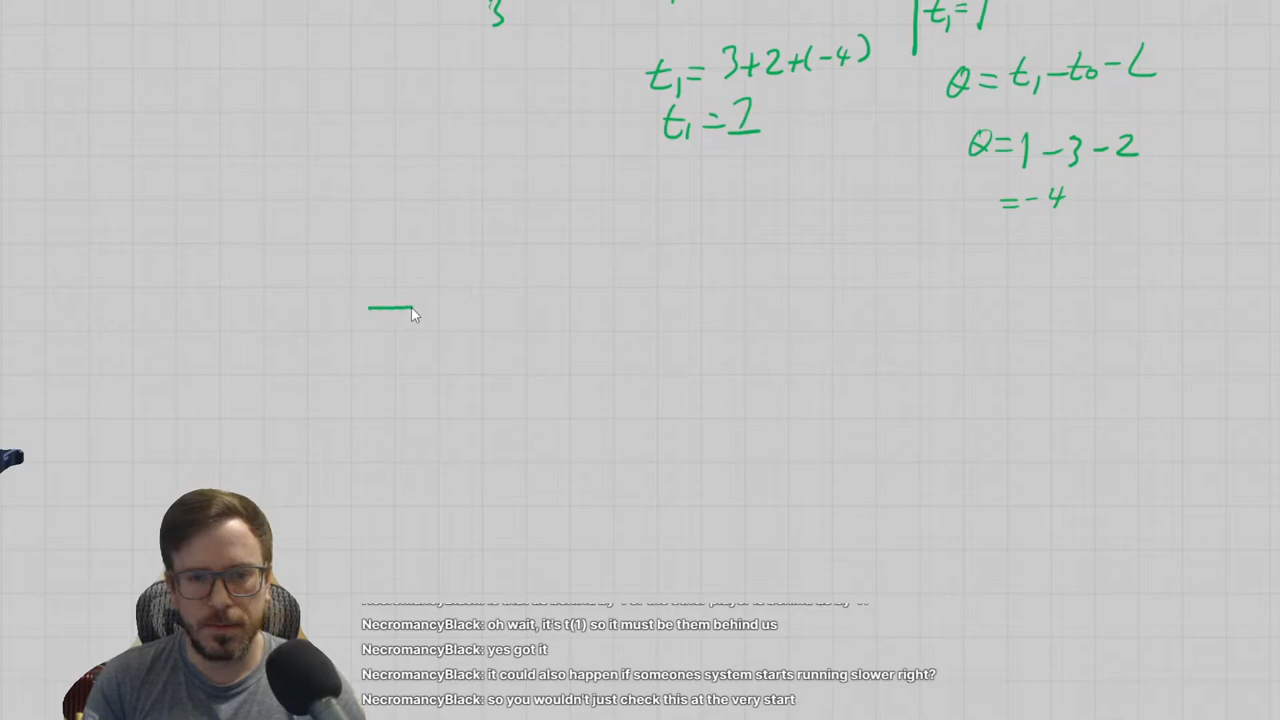 3
t₁=1
t₁= 3+2+(-4)
t₁=1
θ= t₁-t₀-L
θ=1-3-2
=-4
NecromancyBlack: oh wait, it's t(1) so it must be them behind us
NecromancyBlack: yes got it
NecromancyBlack: it could also happen if someones system starts running slower right?
NecromancyBlack: so you wouldn't just check this at the very start